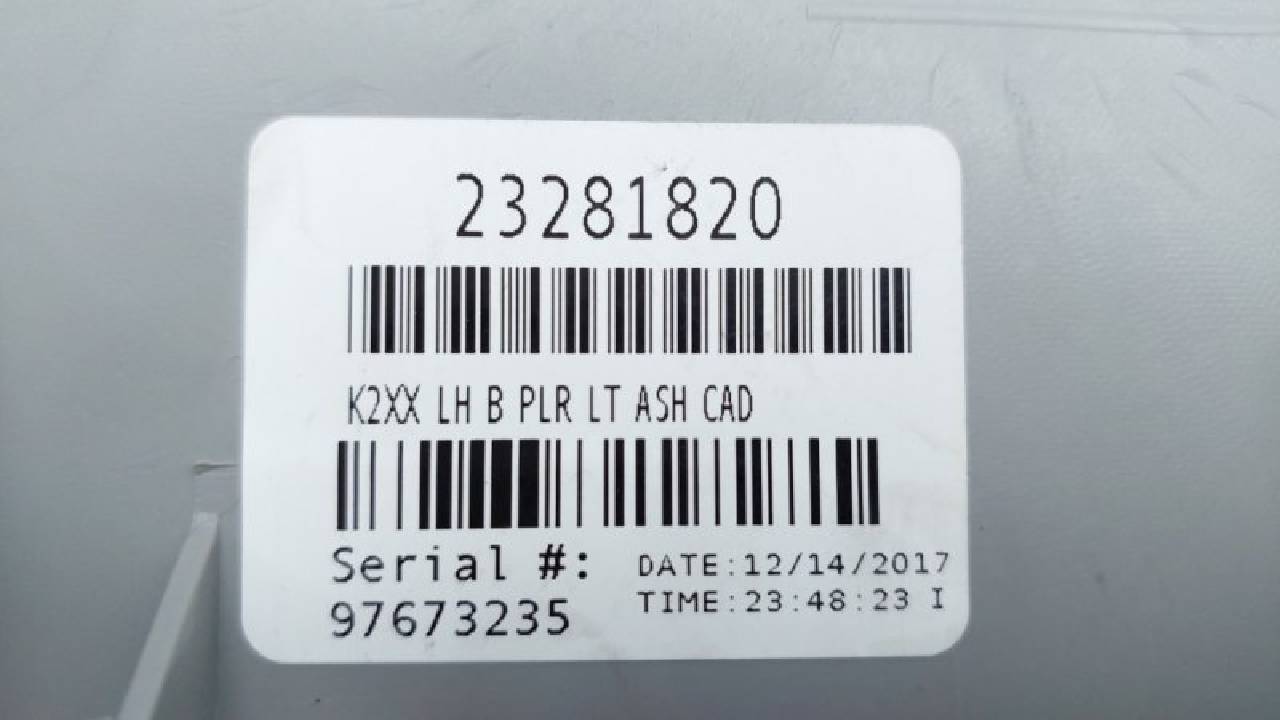 23281820
K2XX LH B PLR LT ASH CAD
Serial #:
97673235
DATE:12/14/2017
TIME:23:48:23 I